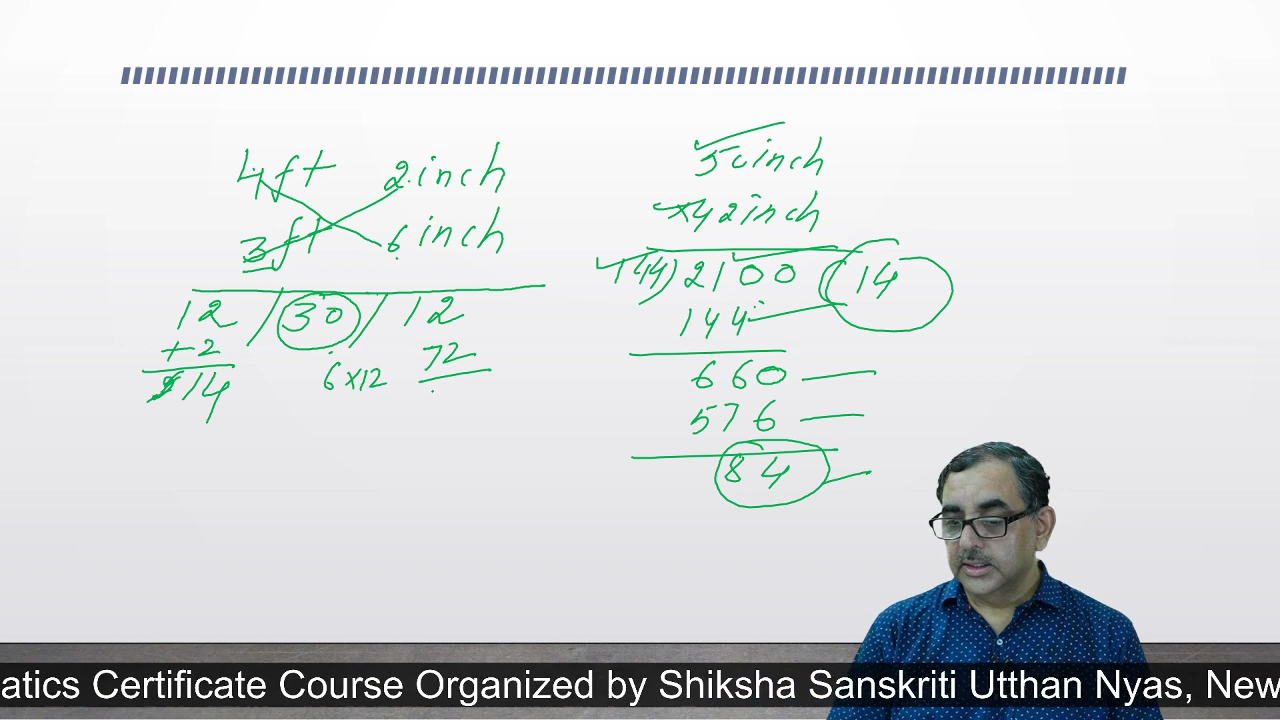 4ft 2inch
3ft 6inch
12 / 30 / 12
+2 6x12 72
14
50inch
x42inch
144) 2100 ( 14
144
660
576
84
atics Certificate Course Organized by Shiksha Sanskriti Utthan Nyas, New